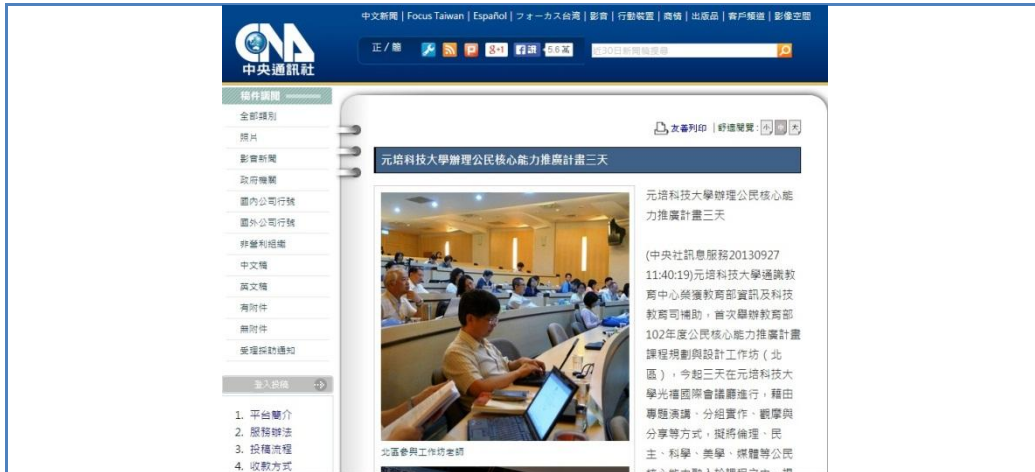 中文新聞 | Focus Taiwan | Español | フォーカス台湾 | 影音 | 行動裝置 | 商情 | 出版品 | 客戶頻道 | 影像空間
CNA
中央通訊社
正 / 簡
8+1
讚 5.6 萬
近30日新聞稿搜尋
稿件調閱
全部類別
照片
影音新聞
政府機關
國內公司行號
國外公司行號
非營利組織
中文稿
英文稿
有附件
無附件
受理採訪通知
登入投稿
1. 平台簡介
2. 服務辦法
3. 投稿流程
4. 收款方式
友善列印 | 舒適閱覽 : 小 中 大
元培科技大學辦理公民核心能力推廣計畫三天
北區參與工作坊老師
元培科技大學辦理公民核心能
力推廣計畫三天
(中央社訊息服務20130927
11:40:19)元培科技大學通識教
育中心榮獲教育部資訊及科技
教育司補助，首次舉辦教育部
102年度公民核心能力推廣計畫
課程規劃與設計工作坊（北
區），今起三天在元培科技大
學光禧國際會議廳進行，藉由
專題演講、分組實作、觀摩與
分享等方式，擬將倫理、民
主、科學、美學、媒體等公民